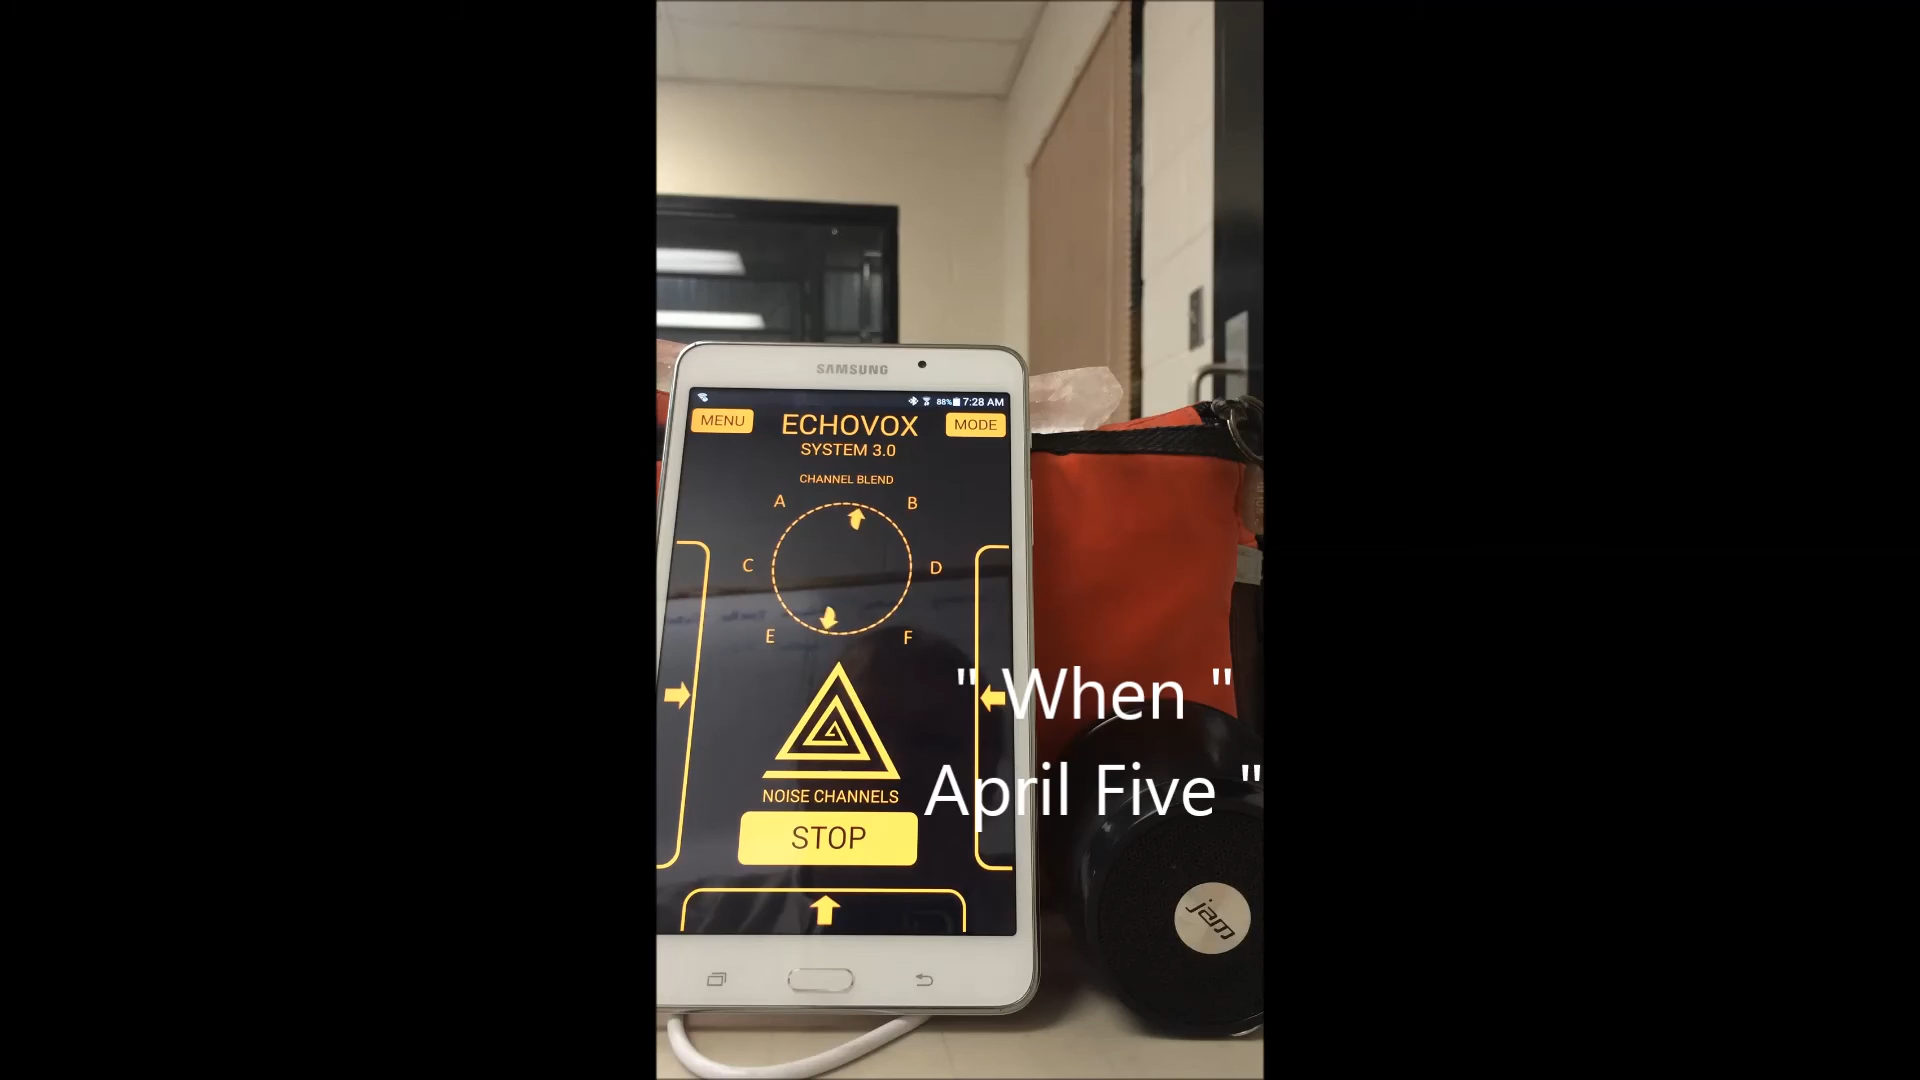 SAMSUNG
88% 7:28 AM
MENU
ECHOVOX
MODE
SYSTEM 3.0
CHANNEL BLEND
A B
C D
E F
" When "
April Five "
NOISE CHANNELS
STOP
jam